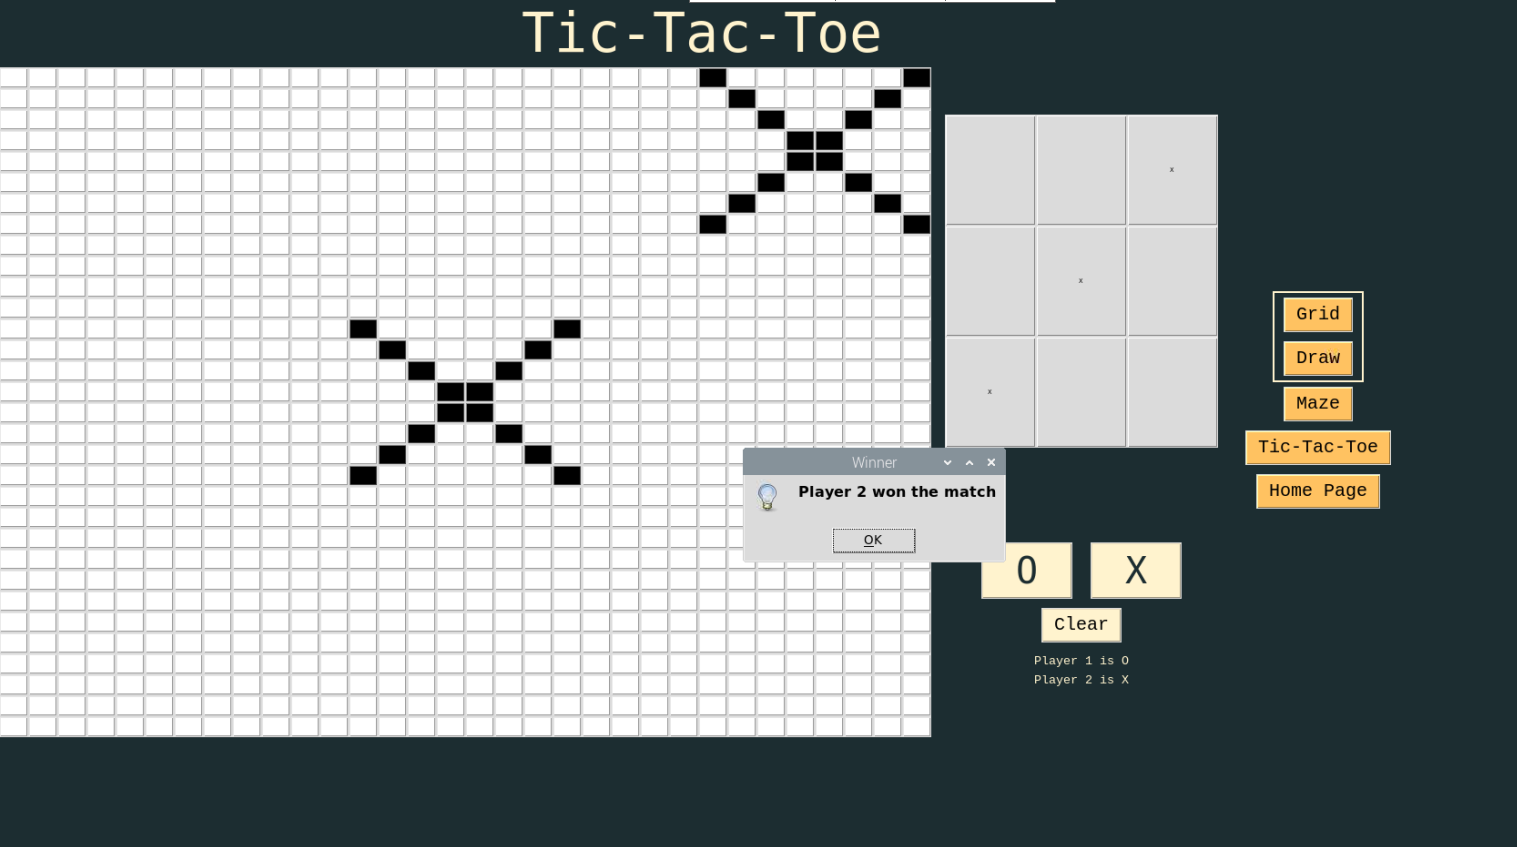 Tic-Tac-Toe
x
x
x
Grid
Draw
Maze
Tic-Tac-Toe
Home Page
Winner
Player 2 won the match
OK
O
X
Clear
Player 1 is O
Player 2 is X